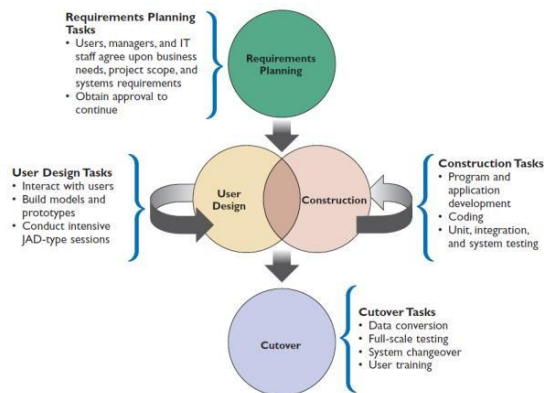 Requirements Planning
Tasks
• Users, managers, and IT
staff agree upon business
needs, project scope, and
systems requirements
• Obtain approval to
continue
Requirements
Planning
User Design Tasks
• Interact with users
• Build models and
prototypes
• Conduct intensive
JAD-type sessions
User
Design
Construction
Construction Tasks
• Program and
application
development
• Coding
• Unit, integration,
and system testing
Cutover
Cutover Tasks
• Data conversion
• Full-scale testing
• System changeover
• User training